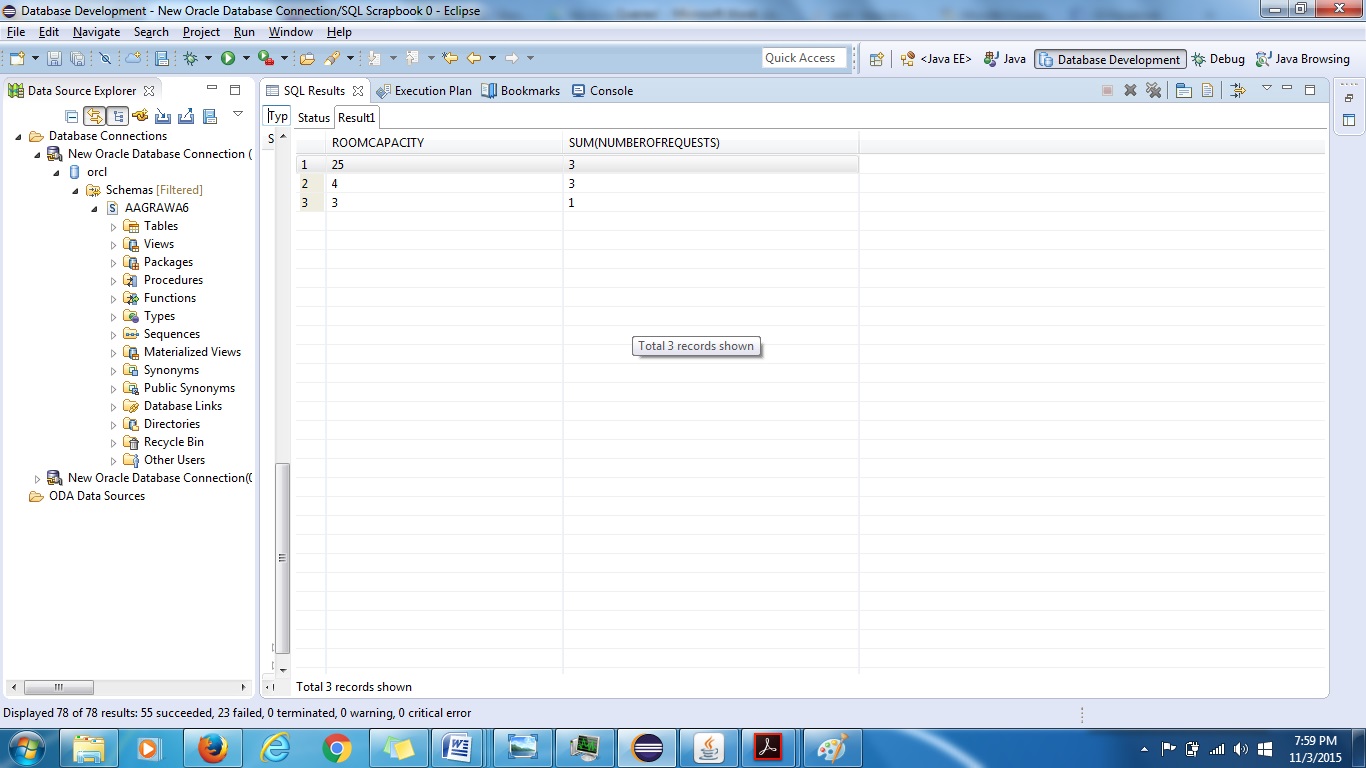 Database Development - New Oracle Database Connection/SQL Scrapbook 0 - Eclipse
File Edit Navigate Search Project Run Window Help
Quick Access <Java EE> Java Database Development Debug Java Browsing
Data Source Explorer
Database Connections
New Oracle Database Connection (
orcl
Schemas [Filtered]
AAGRAWA6
Tables
Views
Packages
Procedures
Functions
Types
Sequences
Materialized Views
Synonyms
Public Synonyms
Database Links
Directories
Recycle Bin
Other Users
New Oracle Database Connection(
ODA Data Sources
SQL Results Execution Plan Bookmarks Console
Typ Status Result1
S ROOMCAPACITY SUM(NUMBEROFREQUESTS)
1 25 3
2 4 3
3 3 1
Total 3 records shown
Total 3 records shown
Displayed 78 of 78 results: 55 succeeded, 23 failed, 0 terminated, 0 warning, 0 critical error
7:59 PM
11/3/2015